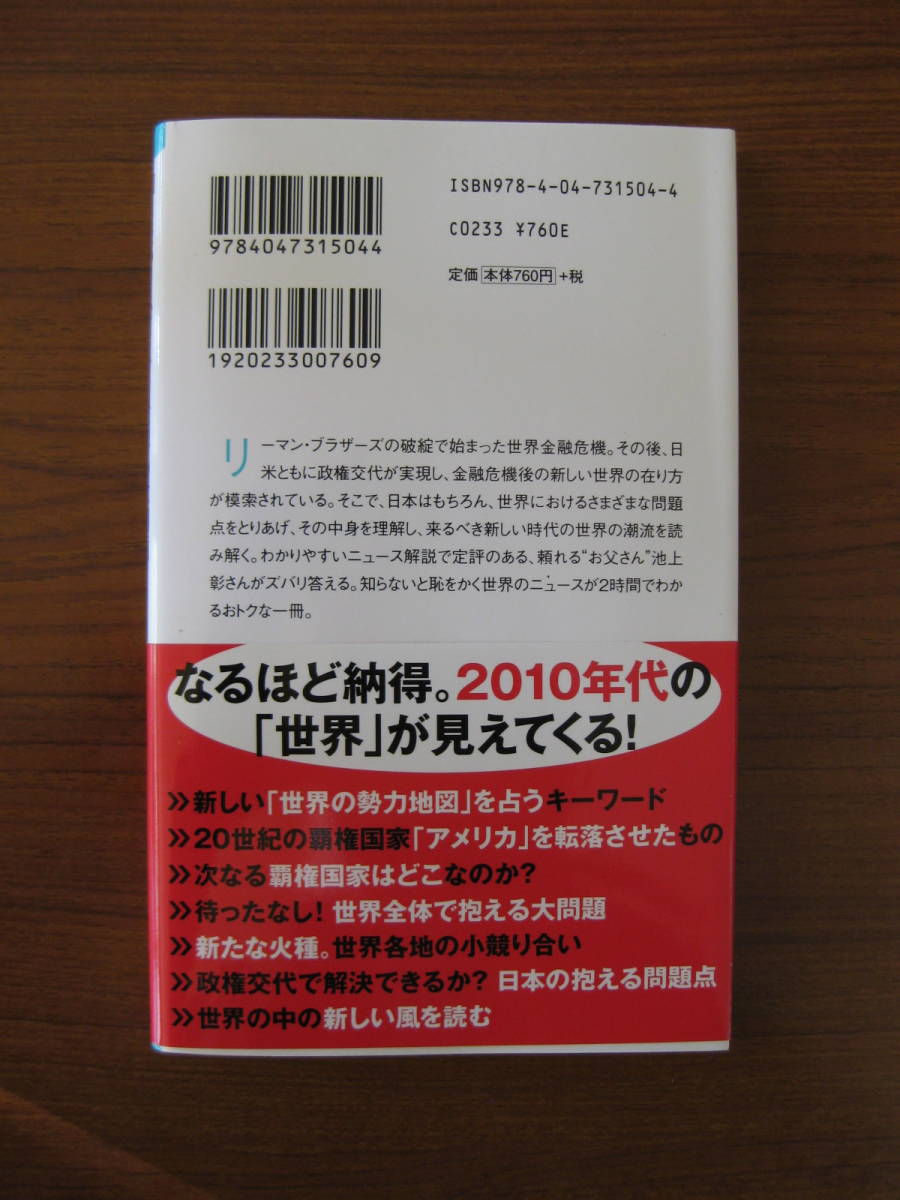 ISBN978-4-04-731504-4
9784047315044
C0233 ¥760E
定価 本体760円 +税
1920233007609
リーマン・ブラザーズの破綻で始まった世界金融危機。その後、日
米ともに政権交代が実現し、金融危機後の新しい世界の在り方
が模索されている。そこで、日本はもちろん、世界におけるさまざまな問題
点をとりあげ、その中身を理解し、来るべき新しい時代の世界の潮流を読
み解く。わかりやすいニュース解説で定評のある、頼れる“お父さん”池上
彰さんがズバリ答える。知らないと恥をかく世界のニュースが2時間でわか
るおトクな一冊。
なるほど納得。2010年代の
「世界」が見えてくる!
≫新しい「世界の勢力地図」を占うキーワード
≫20世紀の覇権国家「アメリカ」を転落させたもの
≫次なる覇権国家はどこなのか?
≫待ったなし! 世界全体で抱える大問題
≫新たな火種。世界各地の小競り合い
≫政権交代で解決できるか? 日本の抱える問題点
≫世界の中の新しい風を読む